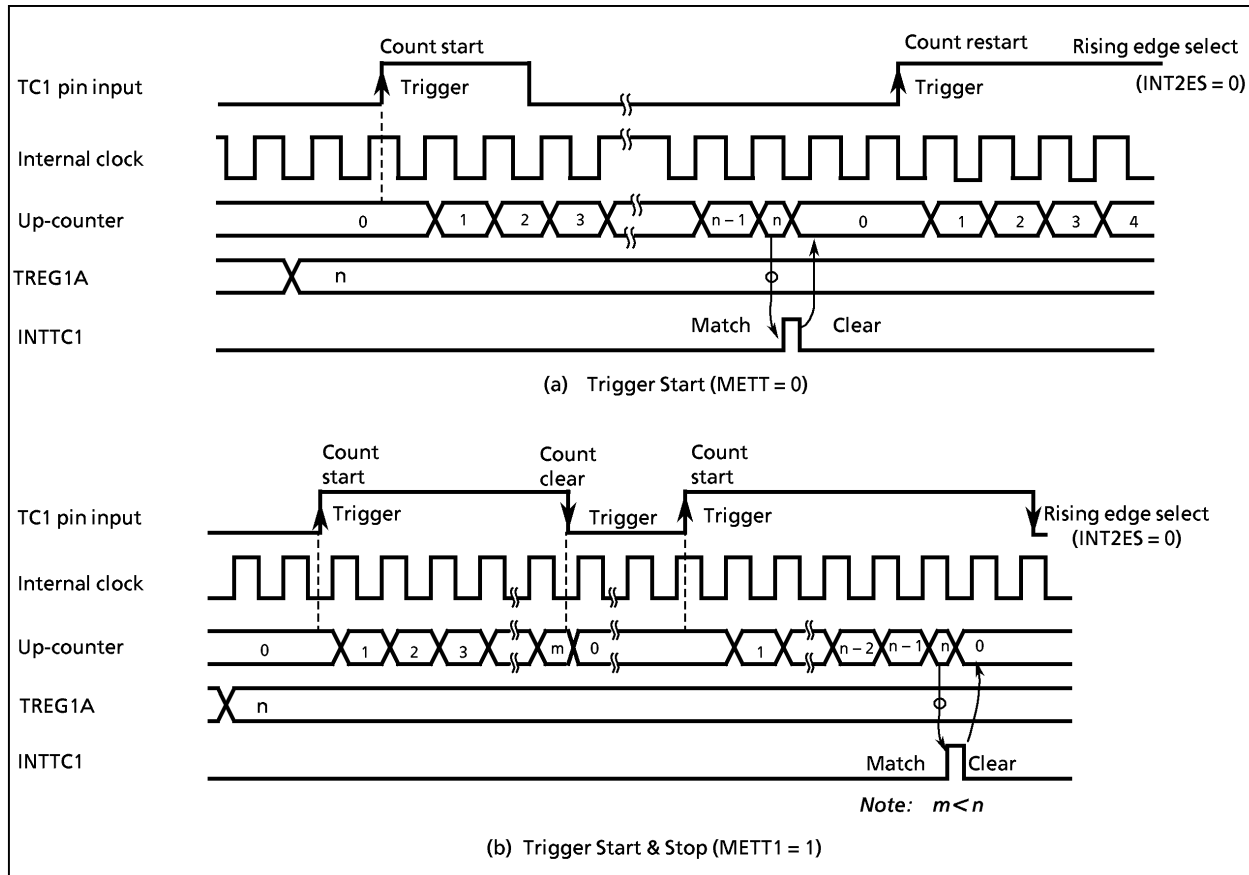 Count start
Count restart
Rising edge select
TC1 pin input
Trigger
Trigger
(INT2ES = 0)
Internal clock
Up-counter
0
1
2
3
n – 1
n
0
1
2
3
4
TREG1A
n
INTTC1
Match
Clear
(a) Trigger Start (METT = 0)
Count
start
Count
clear
Count
start
TC1 pin input
Trigger
Trigger
Trigger
Rising edge select
(INT2ES = 0)
Internal clock
Up-counter
0
1
2
3
m
0
1
n – 2
n – 1
n
0
TREG1A
n
INTTC1
Match
Clear
Note: m < n
(b) Trigger Start & Stop (METT1 = 1)